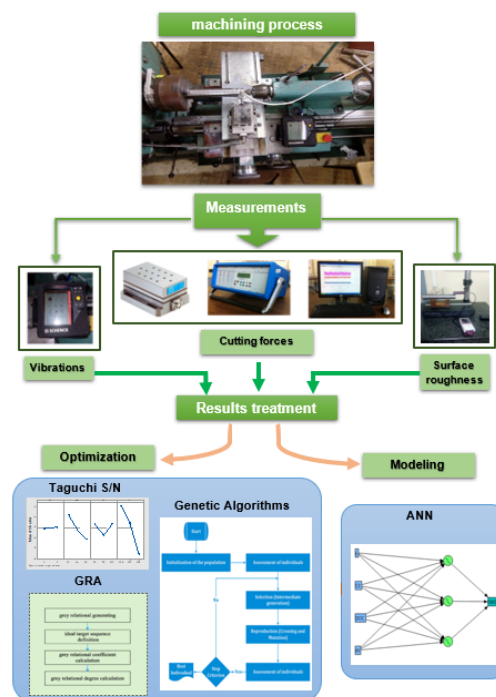 machining process
Measurements
SCHENCK
Cutting forces
Vibrations
Surface
roughness
Results treatment
Optimization
Modeling
Taguchi S/N
Genetic Algorithms
ANN
Start
Initialization of the population
Assessment of individuals
GRA
No
Selection (Intermediate
generation)
grey relational generating
Reproduction (Crossing and
Mutation)
ideal target sequence
definition
grey relational coefficient
calculation
Best
Individual
Stop
Criterion
Assessment of individuals
grey relational degree calculation